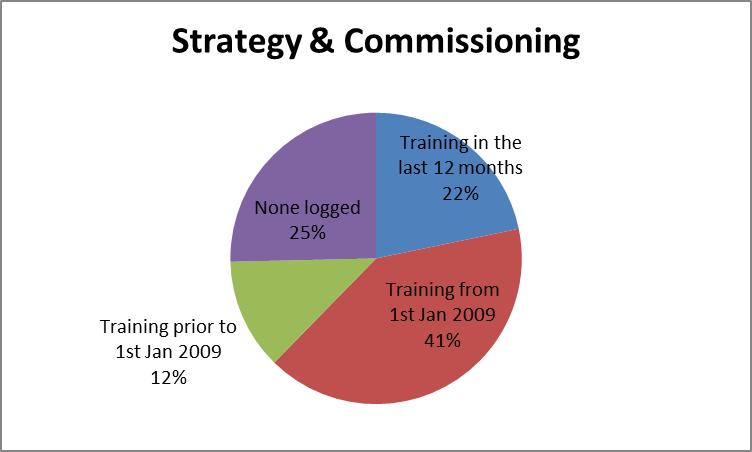 Strategy & Commissioning
Training in the
last 12 months
22%
Training from
1st Jan 2009
41%
Training prior to
1st Jan 2009
12%
None logged
25%